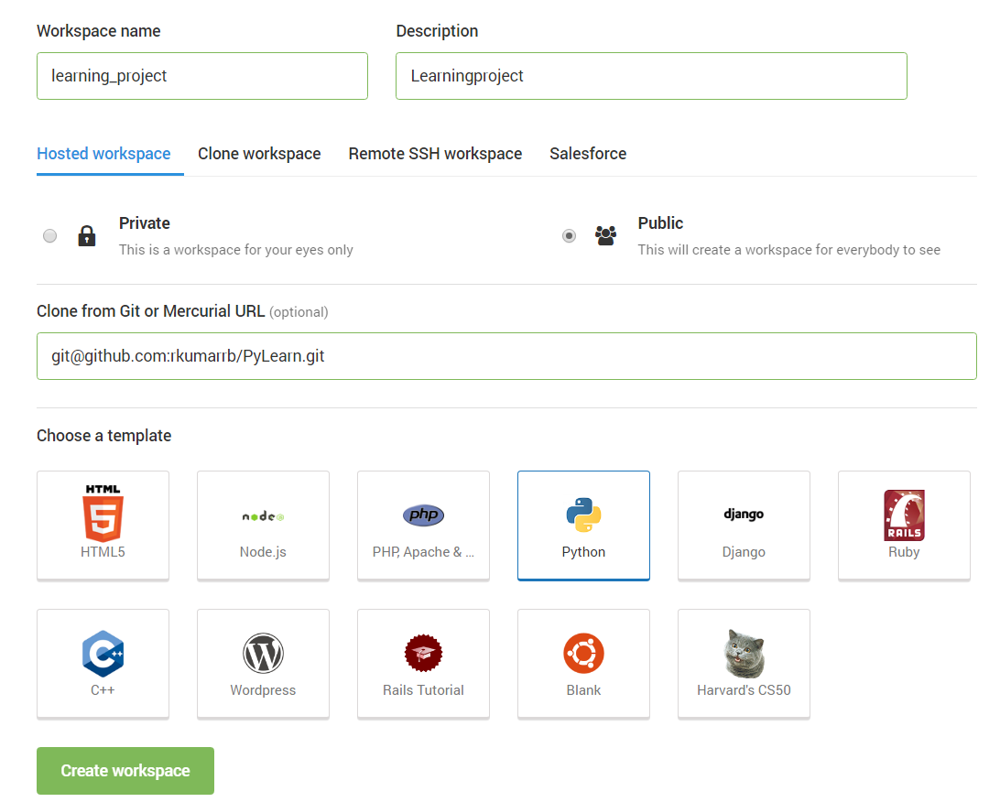 Workspace name
Description
learning_project
Learningproject
Hosted workspace
Clone workspace
Remote SSH workspace
Salesforce
Private
This is a workspace for your eyes only
Public
This will create a workspace for everybody to see
Clone from Git or Mercurial URL (optional)
git@github.com:rkumarrb/PyLearn.git
Choose a template
HTML
5
HTML5
node
Node.js
php
PHP, Apache & ...
Python
django
Django
RAILS
Ruby
C++
C++
W
Wordpress
Rails Tutorial
Blank
Harvard's CS50
Create workspace